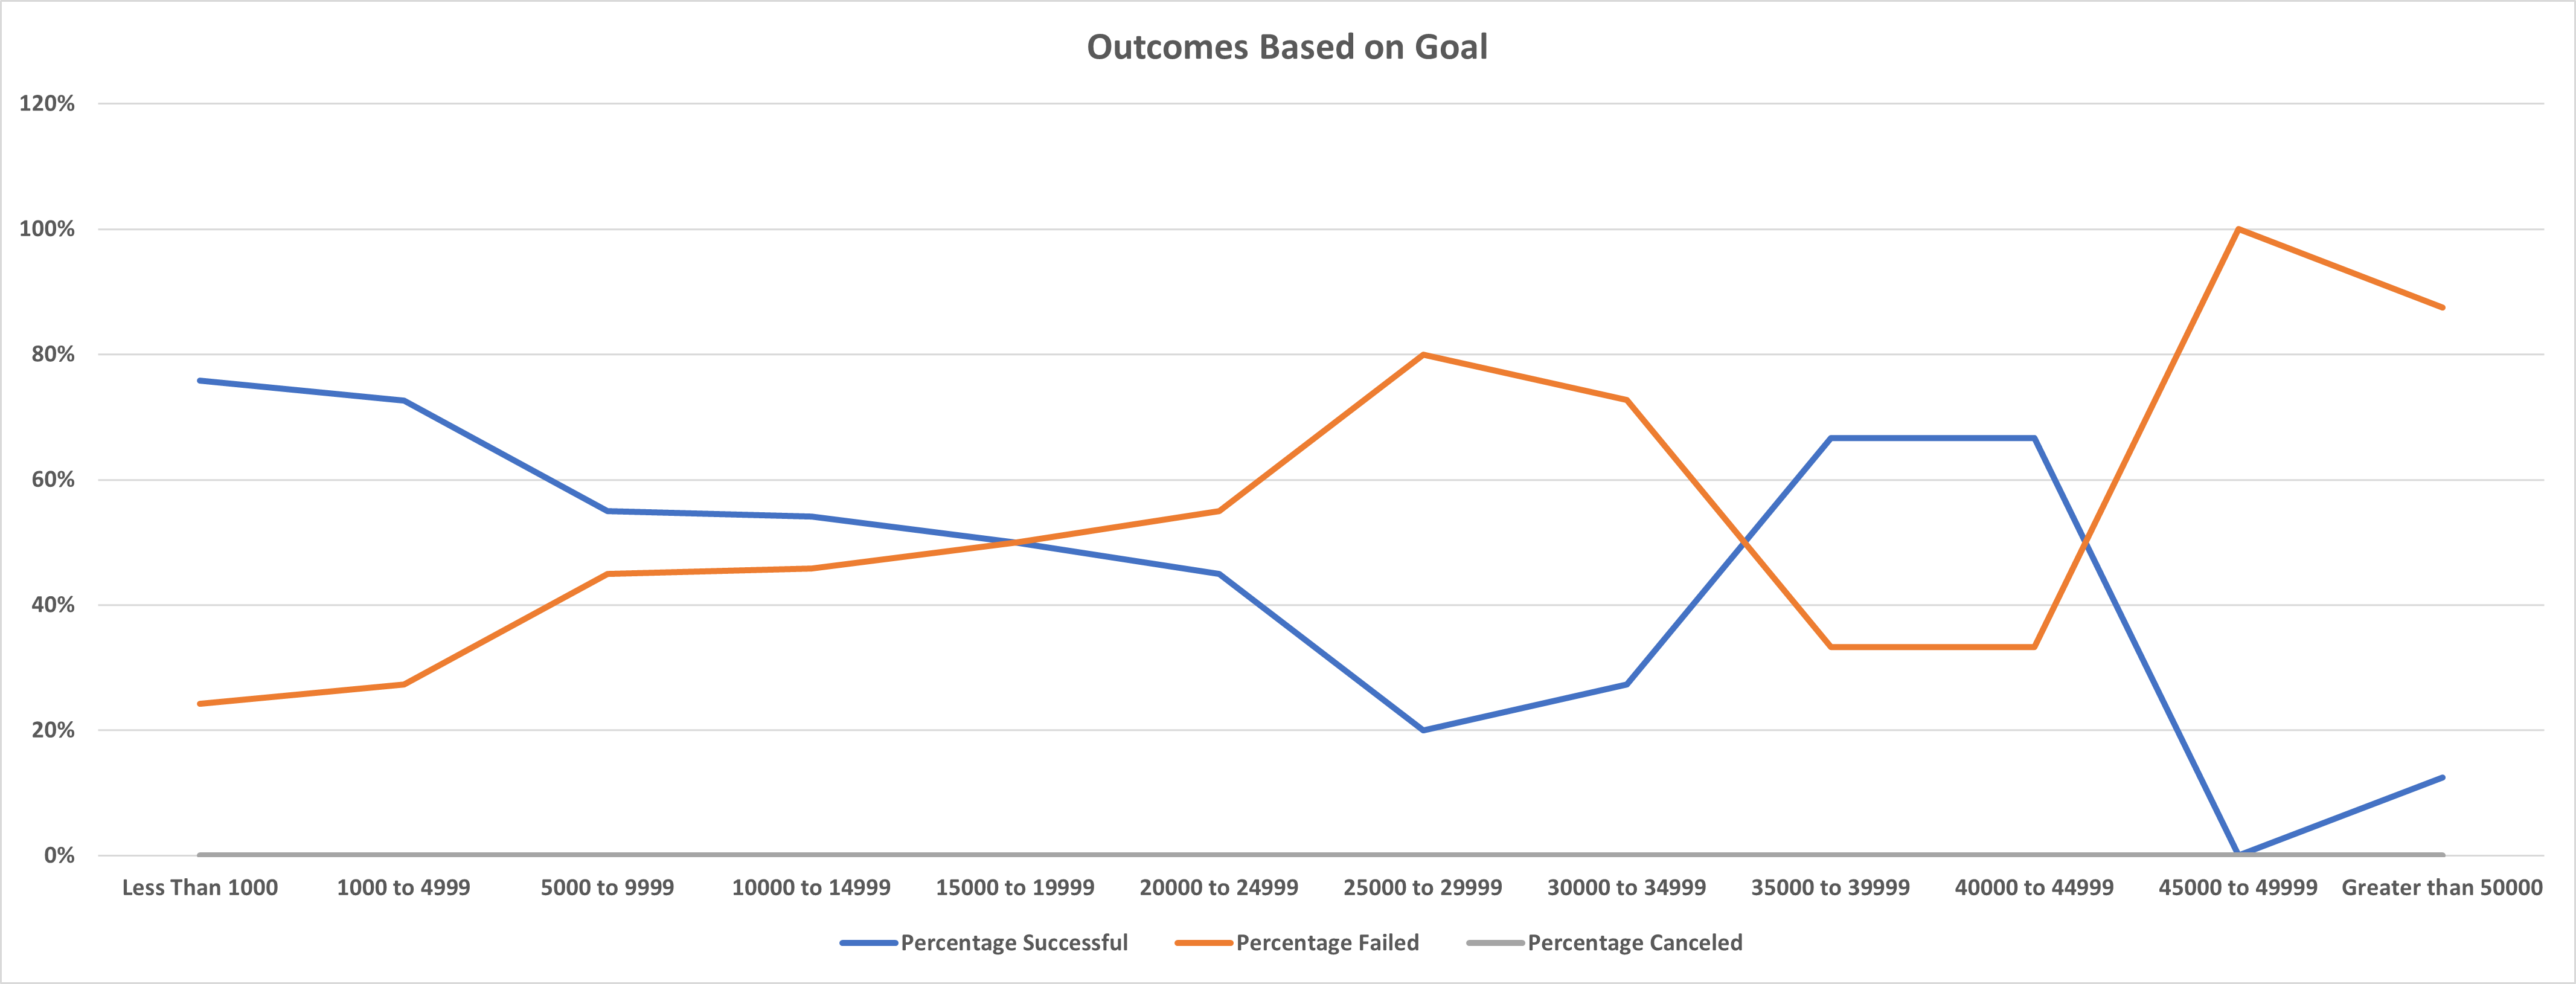 Outcomes Based on Goal
120%
100%
80%
60%
40%
20%
0%
Less Than 1000
1000 to 4999
5000 to 9999
10000 to 14999
15000 to 19999
20000 to 24999
25000 to 29999
30000 to 34999
35000 to 39999
40000 to 44999
45000 to 49999
Greater than 50000
Percentage Successful
Percentage Failed
Percentage Canceled